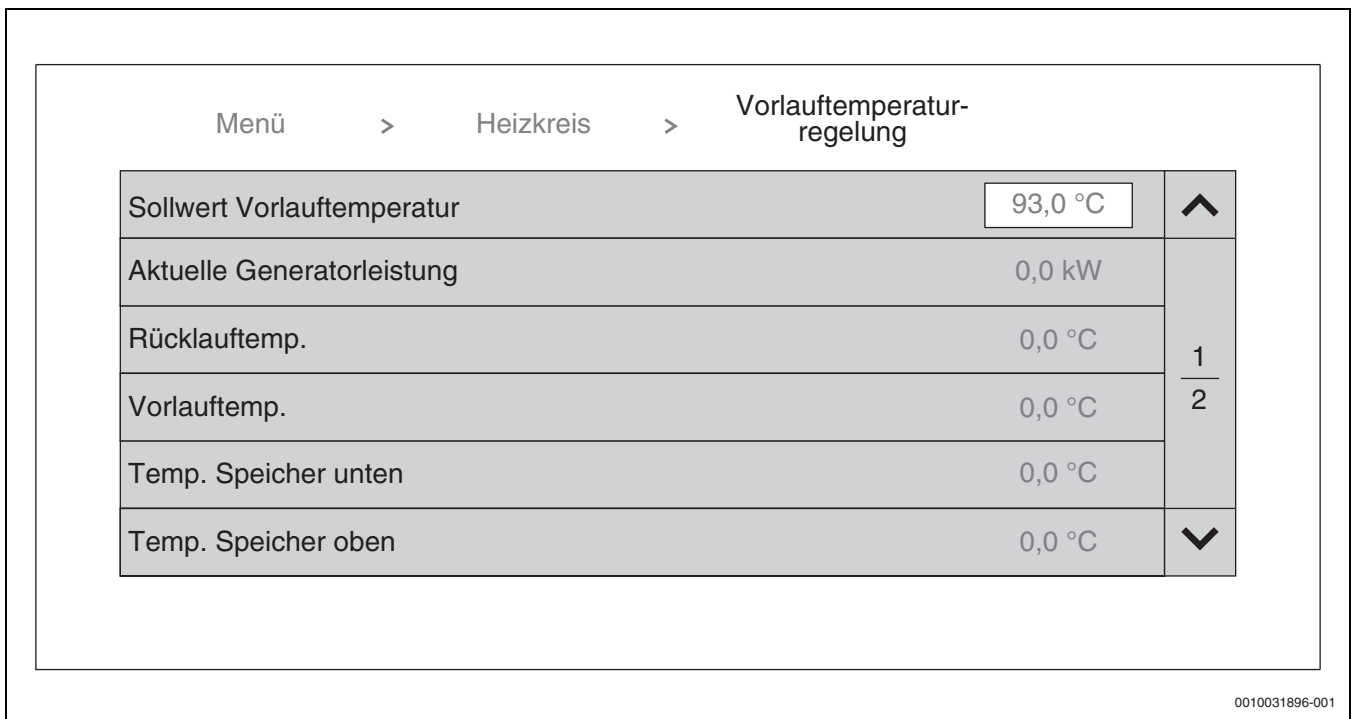 Menü > Heizkreis > Vorlauftemperatur-
regelung
Sollwert Vorlauftemperatur 93,0 °C
Aktuelle Generatorleistung 0,0 kW
Rücklauftemp. 0,0 °C
Vorlauftemp. 0,0 °C
1
2
Temp. Speicher unten 0,0 °C
Temp. Speicher oben 0,0 °C
0010031896-001